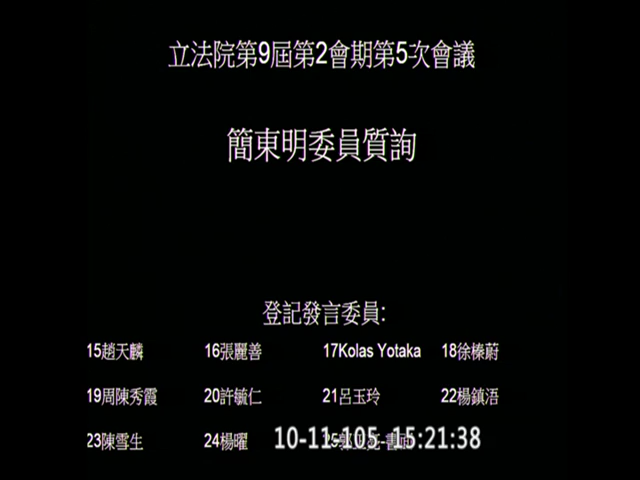 立法院第9屆第2會期第5次會議
簡東明委員質詢
登記發言委員:
15趙天麟 16張麗善 17Kolas Yotaka 18徐榛蔚
19周陳秀霞 20許毓仁 21呂玉玲 22楊鎮浯
23陳雪生 24楊曜
10-11-105 15:21:38